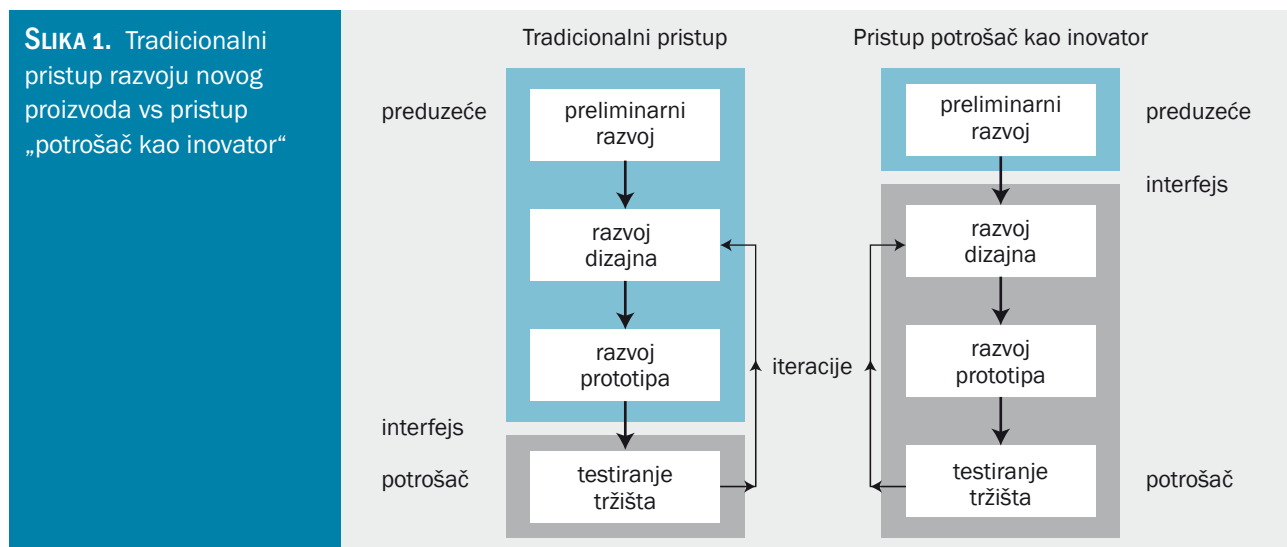 SLIKA 1. Tradicionalni
pristup razvoju novog
proizvoda vs pristup
„potrošač kao inovator“
Tradicionalni pristup
preduzeće
preliminarni
razvoj
razvoj
dizajna
razvoj
prototipa
interfejs
potrošač
testiranje
tržišta
iteracije
Pristup potrošač kao inovator
preliminarni
razvoj
preduzeće
interfejs
razvoj
dizajna
razvoj
prototipa
testiranje
tržišta
potrošač